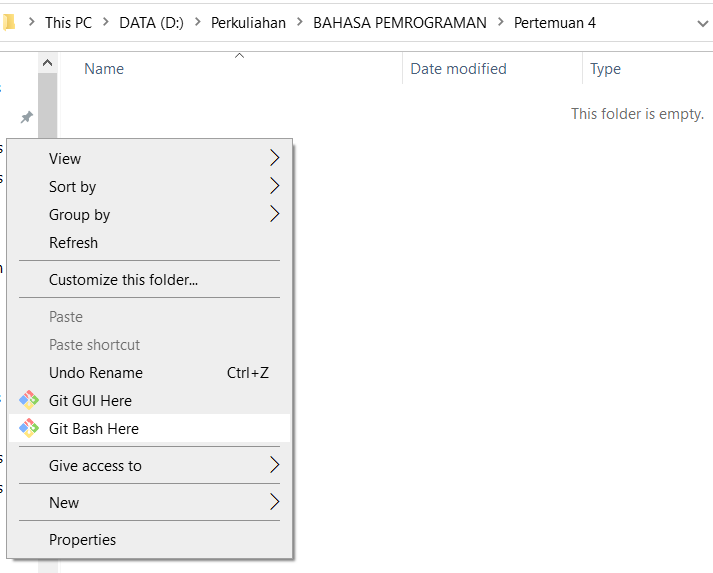 This PC > DATA (D:) > Perkuliahan > BAHASA PEMROGRAMAN > Pertemuan 4
Name Date modified Type
This folder is empty.
View
Sort by
Group by
Refresh
Customize this folder...
Paste
Paste shortcut
Undo Rename Ctrl+Z
Git GUI Here
Git Bash Here
Give access to
New
Properties